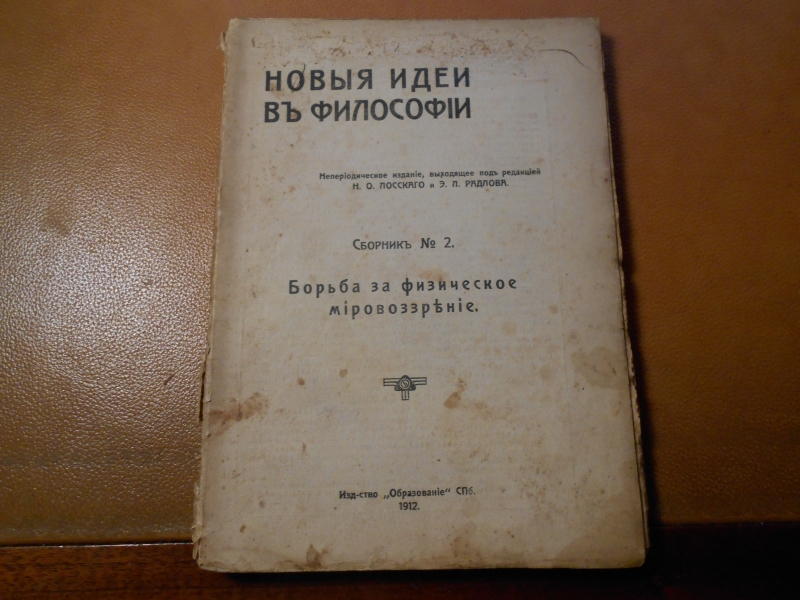 НОВЫЯ ИДЕИ
ВЪ ФИЛОСОФІИ
Неперіодическое изданіе, выходящее подъ редакціей
Н. О. ЛОССКАГО и Э. Л. РАДЛОВА.
Сборникъ № 2.
Борьба за физическое
міровоззрѣніе.
Изд-ство „Образованіе" СПб.
1912.